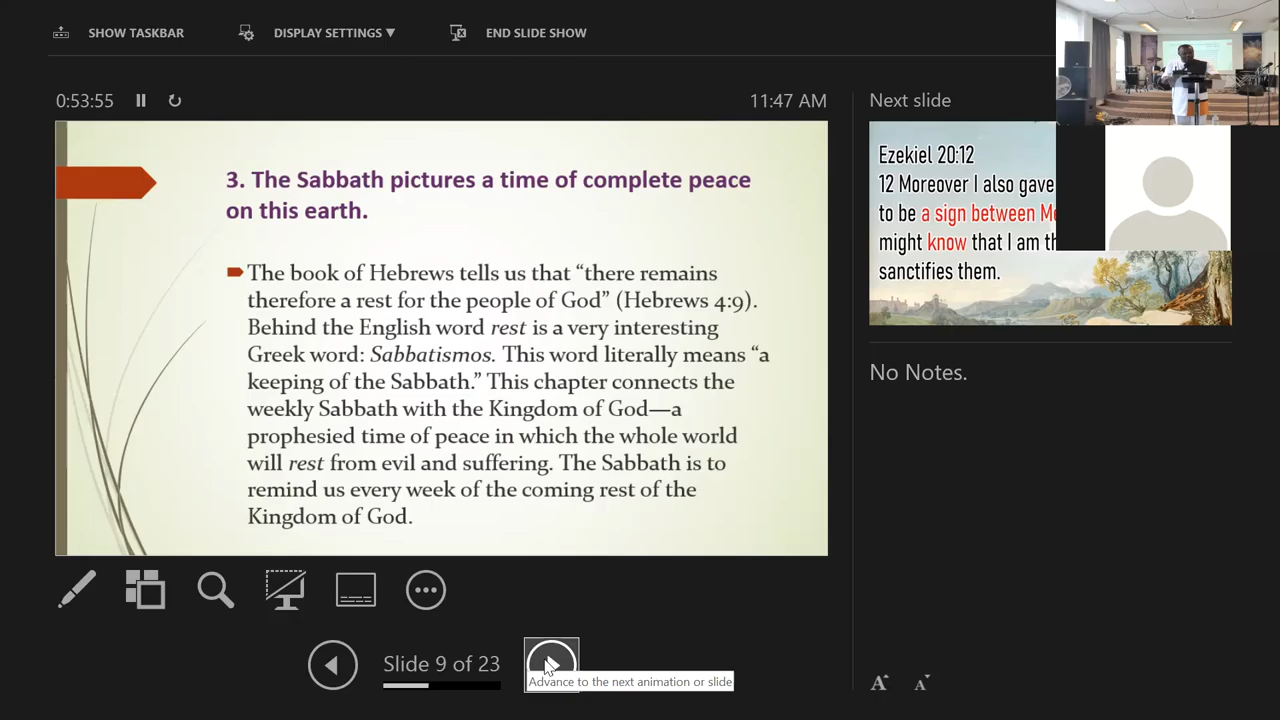 SHOW TASKBAR
DISPLAY SETTINGS ▼
END SLIDE SHOW
0:53:55
11:47 AM
3. The Sabbath pictures a time of complete peace
on this earth.
The book of Hebrews tells us that “there remains
therefore a rest for the people of God” (Hebrews 4:9).
Behind the English word rest is a very interesting
Greek word: Sabbatismos. This word literally means “a
keeping of the Sabbath.” This chapter connects the
weekly Sabbath with the Kingdom of God—a
prophesied time of peace in which the whole world
will rest from evil and suffering. The Sabbath is to
remind us every week of the coming rest of the
Kingdom of God.
Slide 9 of 23
Advance to the next animation or slide
Next slide
Ezekiel 20:12
12 Moreover I also gave
to be a sign between
might know that I am
sanctifies them.
No Notes.
A A